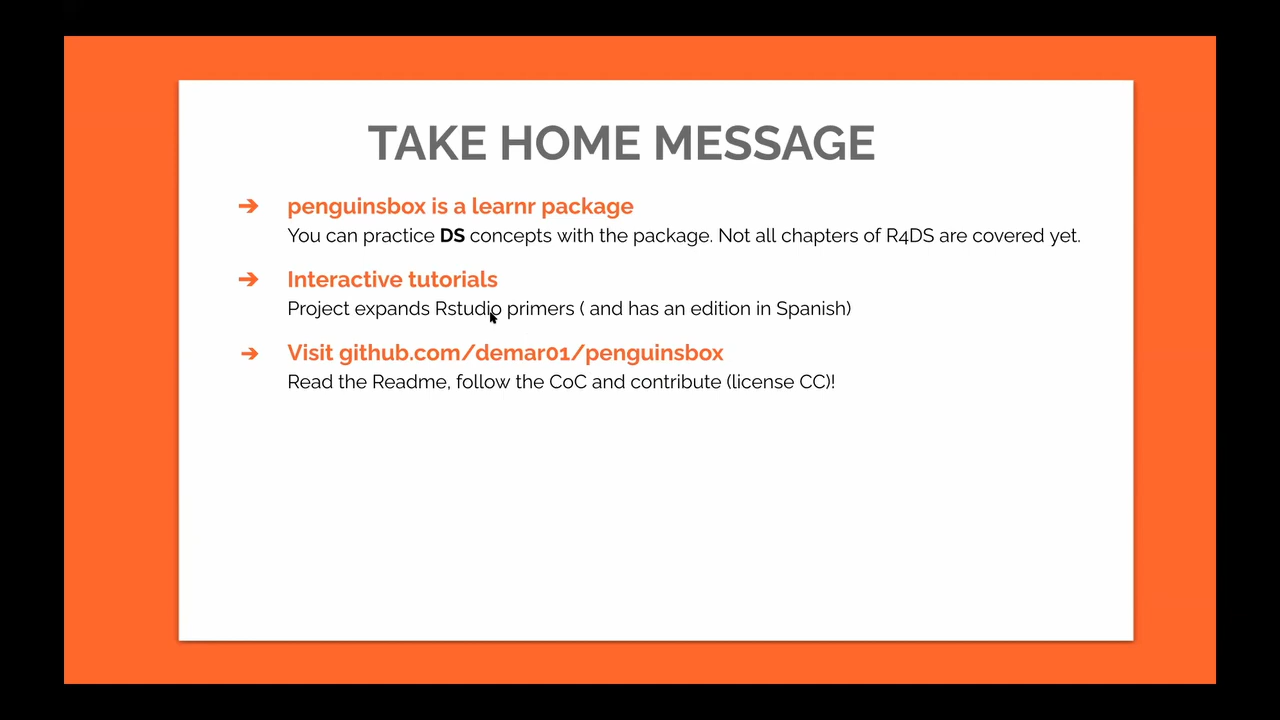 TAKE HOME MESSAGE
➔ penguinsbox is a learnr package
You can practice DS concepts with the package. Not all chapters of R4DS are covered yet.
➔ Interactive tutorials
Project expands Rstudio primers ( and has an edition in Spanish)
➔ Visit github.com/demar01/penguinsbox
Read the Readme, follow the CoC and contribute (license CC)!